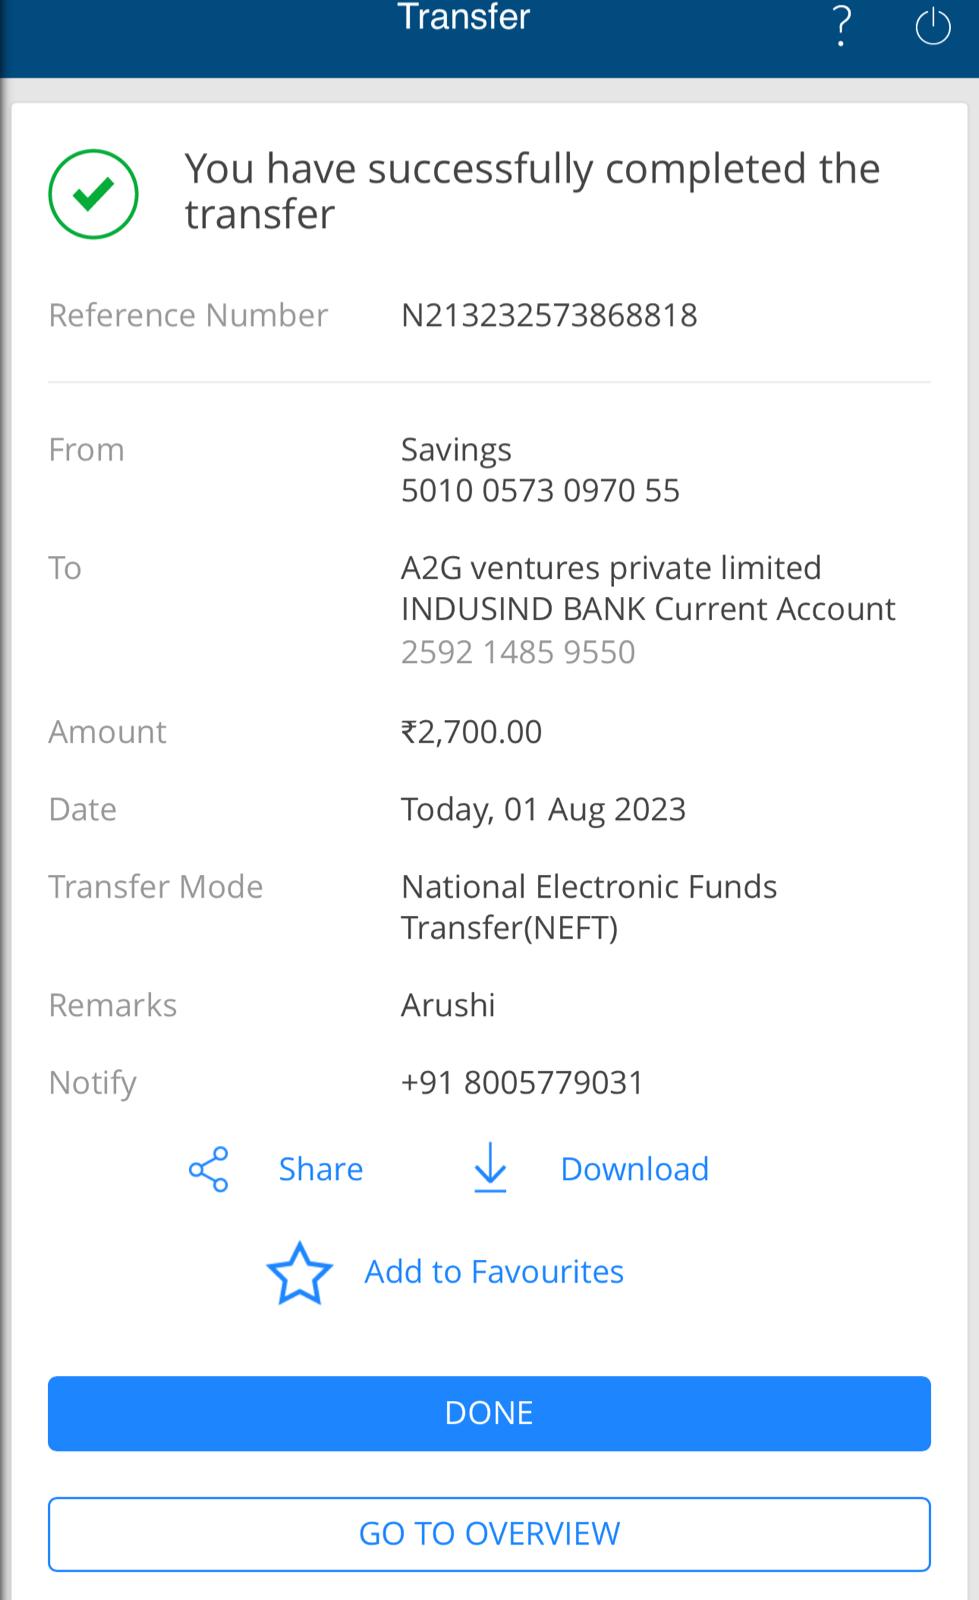 Transfer
?
You have successfully completed the
transfer
Reference Number N213232573868818
From Savings
5010 0573 0970 55
To A2G ventures private limited
INDUSIND BANK Current Account
2592 1485 9550
Amount ₹2,700.00
Date Today, 01 Aug 2023
Transfer Mode National Electronic Funds
Transfer(NEFT)
Remarks Arushi
Notify +91 8005779031
Share Download
Add to Favourites
DONE
GO TO OVERVIEW